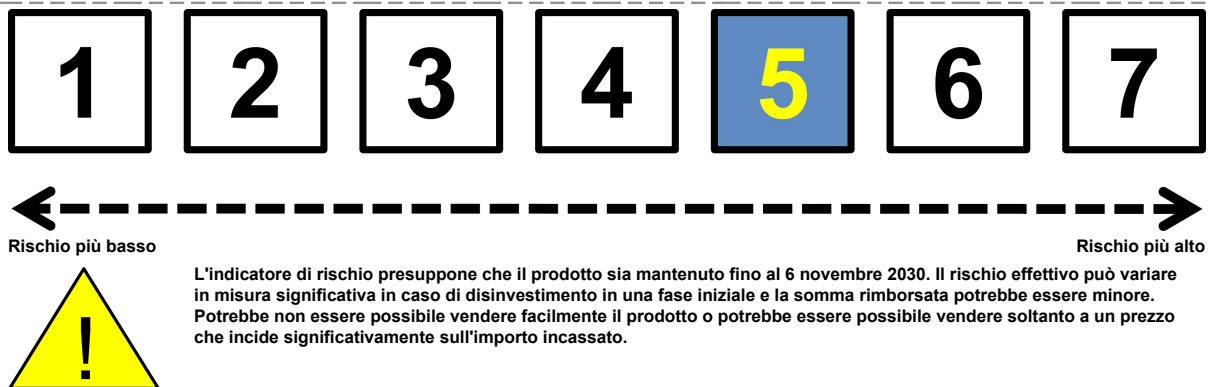 1 2 3 4 5 6 7
Rischio più basso Rischio più alto
!
L'indicatore di rischio presuppone che il prodotto sia mantenuto fino al 6 novembre 2030. Il rischio effettivo può variare
in misura significativa in caso di disinvestimento in una fase iniziale e la somma rimborsata potrebbe essere minore.
Potrebbe non essere possibile vendere facilmente il prodotto o potrebbe essere possibile vendere soltanto a un prezzo
che incide significativamente sull'importo incassato.